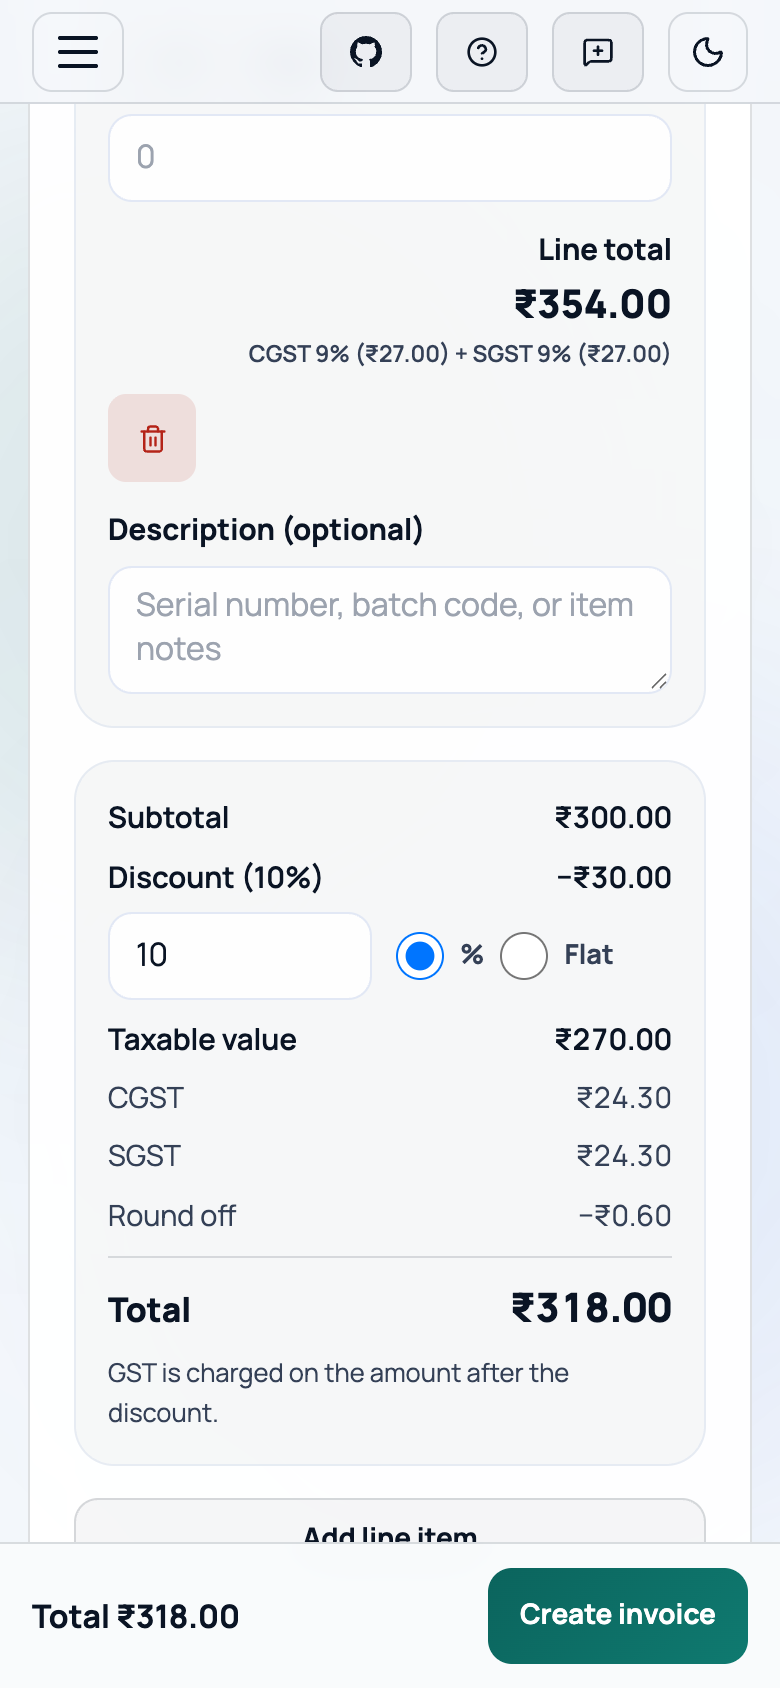 0
Line total
₹354.00
CGST 9% (₹27.00) + SGST 9% (₹27.00)
Description (optional)
Serial number, batch code, or item
notes
Subtotal ₹300.00
Discount (10%) −₹30.00
10 % Flat
Taxable value ₹270.00
CGST ₹24.30
SGST ₹24.30
Round off −₹0.60
Total ₹318.00
GST is charged on the amount after the
discount.
Add line item
Total ₹318.00 Create invoice